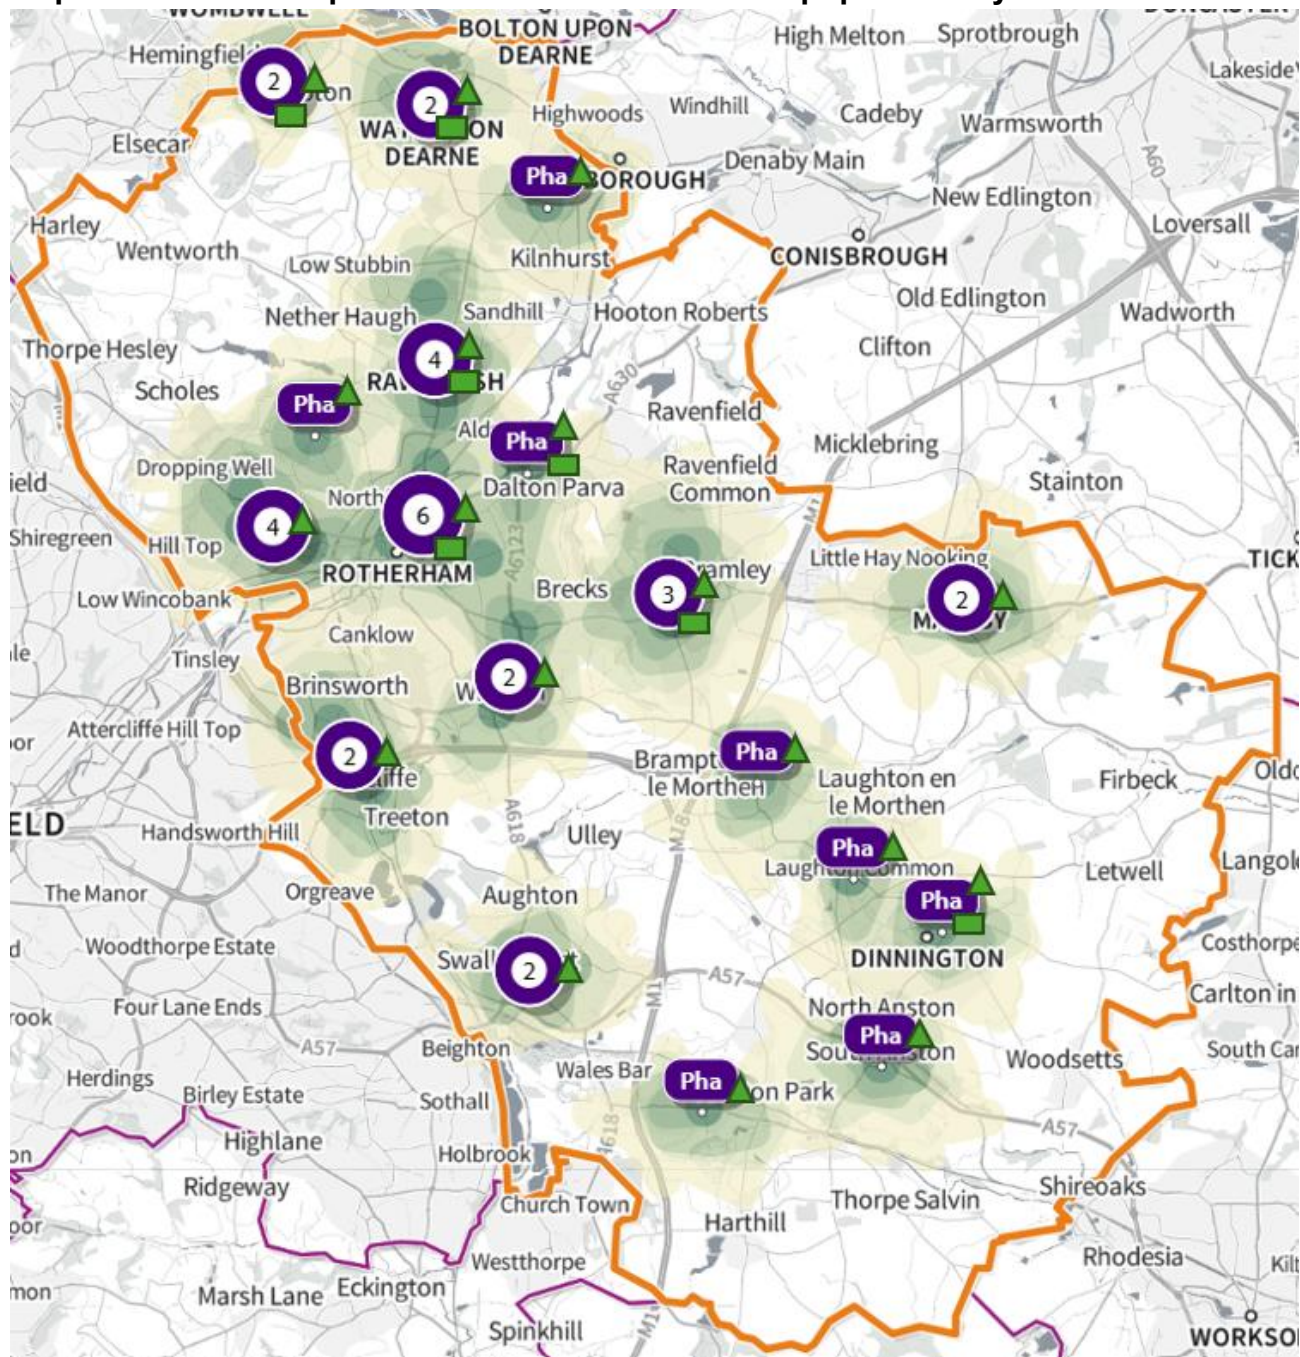 BOLTON UPON
DEARNE
High Melton
Sprotbrough
Lakeside
Highwoods
Windhill
Cadeby
Warmsworth
2
2
DEARNE
Elsecar
Denaby Main
A60
Pha
New Edlington
Harley
Loversall
Wentworth
Low Stubbin
Kilnhurst
CONISBROUGH
Old Edlington
Nether Haugh
Sandhill
Hooton Roberts
Wadworth
Thorpe Hesley
4
Clifton
Scholes
A630
Pha
Ravenfield
Pha
Micklebring
Dropping Well
Ravenfield
Common
Stainton
Dalton Parva
4
6
Shiregreen
Hill Top
A6123
Little Hay Nooking
ROTHERHAM
Brecks
3
2
Low Wincobank
Canklow
Tinsley
2
Brinsworth
Attercliffe Hill Top
2
Pha
le Morthen
Laughton en
le Morthen
Firbeck
Treeton
A618
Ulley
M18
Handsworth Hill
Pha
Laughton Common
Letwell
The Manor
Orgreave
Aughton
Pha
Woodthorpe Estate
2
DINNINGTON
A57
M1
Four Lane Ends
North Anston
Carlton in
Pha
South Anston
A57
Beighton
Wales Bar
Woodsetts
Herdings
Birley Estate
Sothall
Pha
A618
A57
Highlane
Holbrook
Ridgeway
Church Town
Thorpe Salvin
Shireoaks
Harthill
Westthorpe
Rhodesia
Marsh Lane
Eckington
M1
Spinkhill